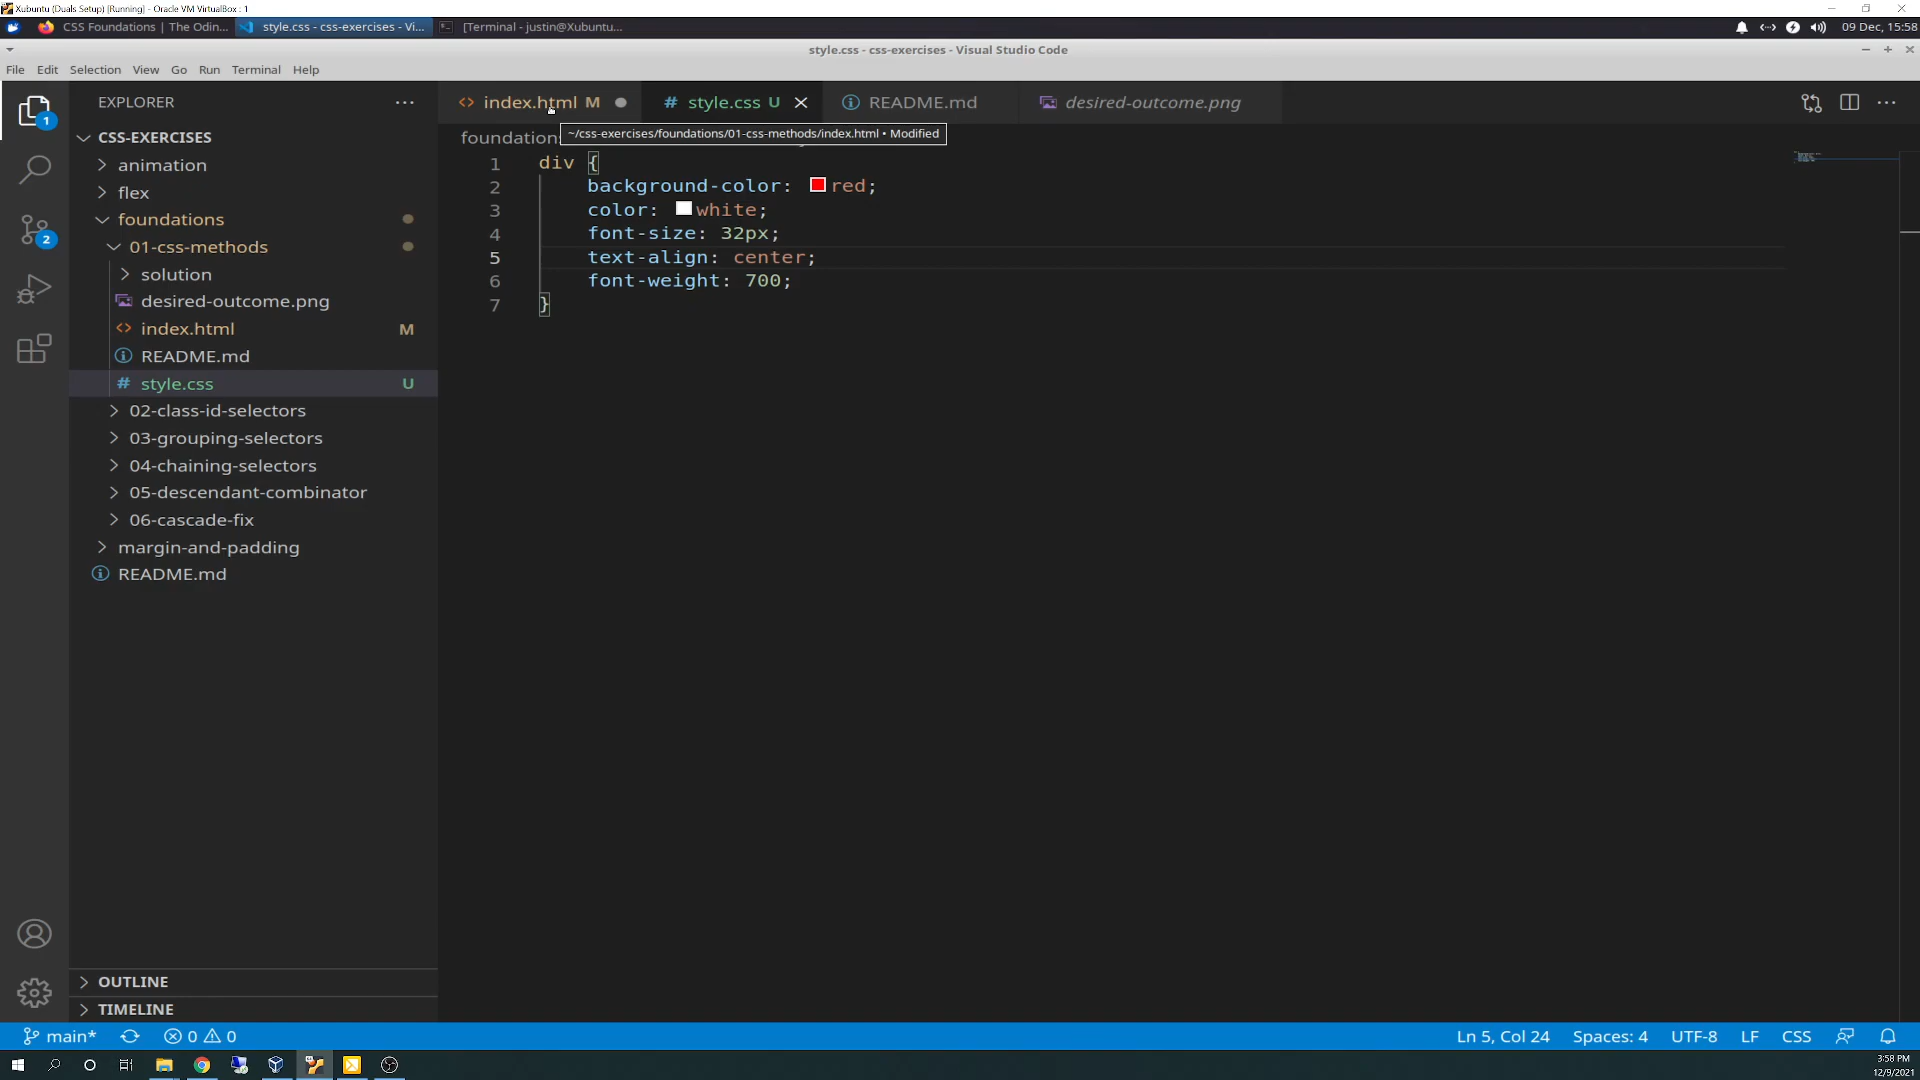 Xubuntu (Duals Setup) [Running] - Oracle VM VirtualBox : 1
CSS Foundations | The Odin...
style.css - css-exercises - Vi...
[Terminal - justin@Xubuntu...
09 Dec, 15:58
style.css - css-exercises - Visual Studio Code
File Edit Selection View Go Run Terminal Help
EXPLORER
index.html M
style.css U
README.md
desired-outcome.png
1
2
CSS-EXERCISES
animation
flex
foundations
01-css-methods
solution
desired-outcome.png
index.html M
README.md
style.css U
02-class-id-selectors
03-grouping-selectors
04-chaining-selectors
05-descendant-combinator
06-cascade-fix
margin-and-padding
README.md
OUTLINE
TIMELINE
foundation
~/css-exercises/foundations/01-css-methods/index.html • Modified
1 div {
2 background-color: red;
3 color: white;
4 font-size: 32px;
5 text-align: center;
6 font-weight: 700;
7 }
main* 0 0 Ln 5, Col 24 Spaces: 4 UTF-8 LF CSS
3:58 PM
12/9/2021